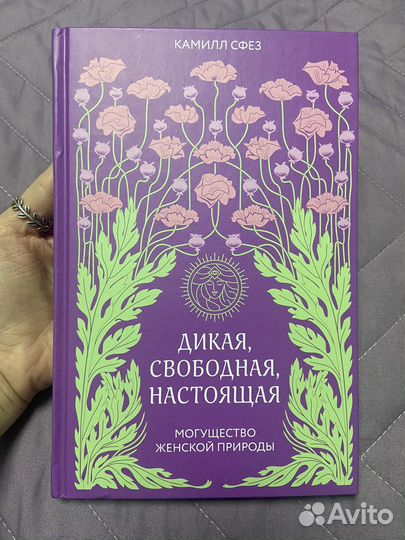 КАМИЛЛ СФЕЗ
ДИКАЯ,
СВОБОДНАЯ,
НАСТОЯЩАЯ
МОГУЩЕСТВО
ЖЕНСКОЙ ПРИРОДЫ
Avito